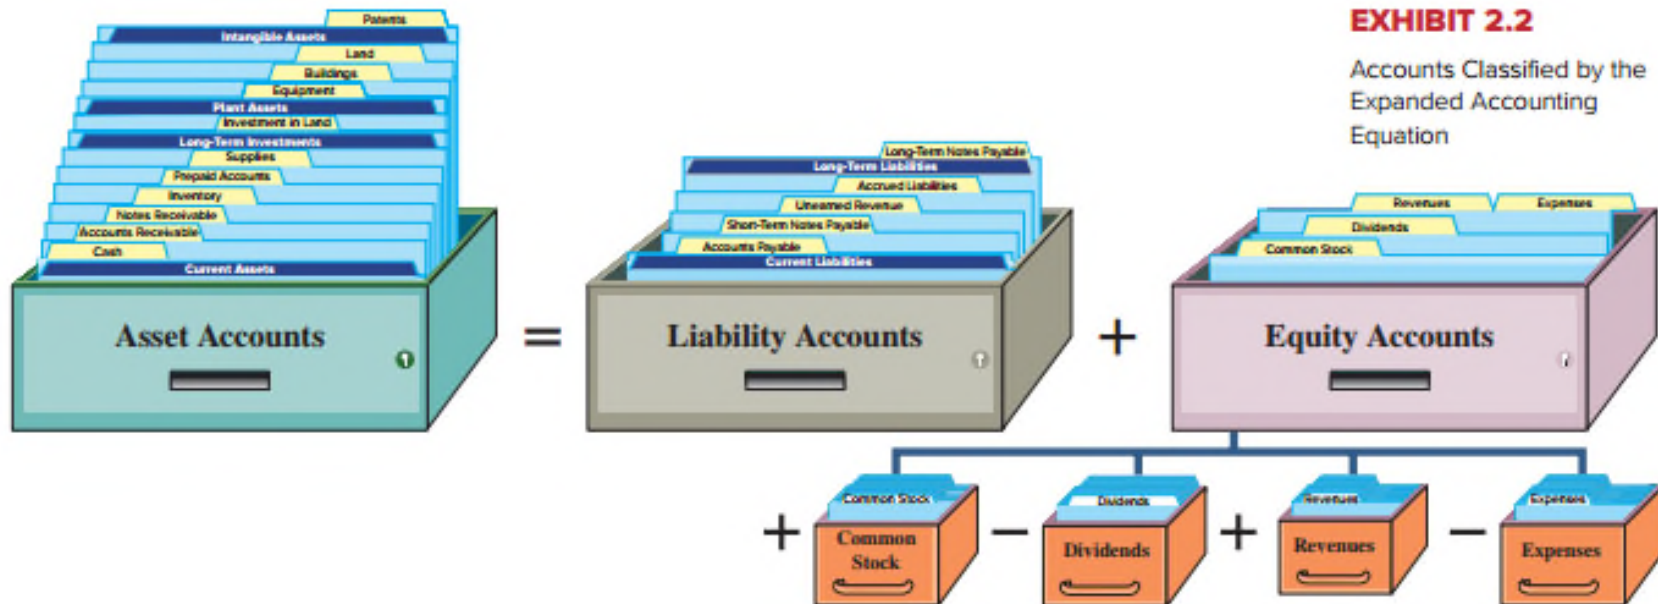 EXHIBIT 2.2
Accounts Classified by the
Expanded Accounting
Equation
Patents
Intangible Assets
Land
Buildings
Equipment
Plant Assets
Investment in Land
Long-Term Investments
Supplies
Prepaid Accounts
Inventory
Notes Receivable
Accounts Receivable
Cash
Current Assets
Asset Accounts
=
Long-Term Notes Payable
Long-Term Liabilities
Accrued Liabilities
Unearned Revenue
Short-Term Notes Payable
Accounts Payable
Current Liabilities
Liability Accounts
+
Revenues
Expenses
Dividends
Common Stock
Equity Accounts
+
Common Stock
Common
Stock
−
Dividends
Dividends
+
Revenues
Revenues
−
Expenses
Expenses